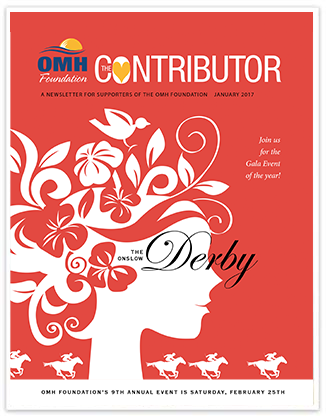 OMH
Foundation
THE CONTRIBUTOR
A NEWSLETTER FOR SUPPORTERS OF THE OMH FOUNDATION JANUARY 2017
Join us
for the
Gala Event
of the year!
THE
ONSLOW
Derby
OMH FOUNDATION'S 9TH ANNUAL EVENT IS SATURDAY, FEBRUARY 25TH